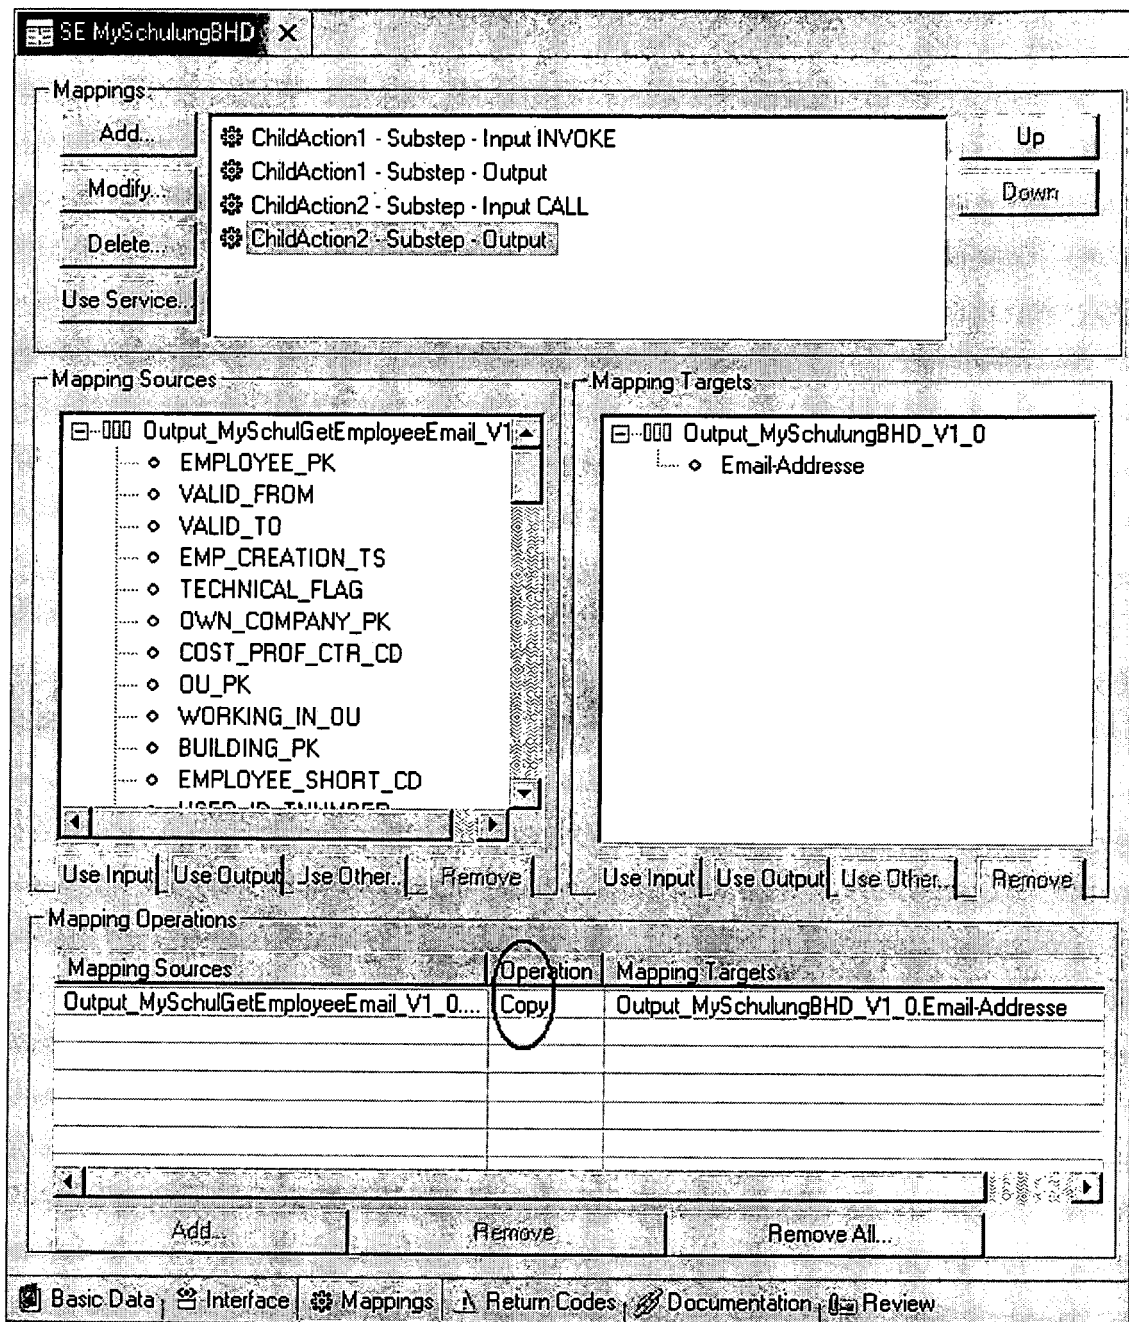 SE MySchulungBHD
Mappings
Add...
Modify...
Delete...
Use Service..
ChildAction1 - Substep - Input INVOKE
ChildAction1 - Substep - Output
ChildAction2 - Substep - Input CALL
ChildAction2 - Substep - Output
Up
Down
Mapping Sources
Output_MySchulGetEmployeeEmail_V1
EMPLOYEE_PK
VALID_FROM
VALID_TO
EMP_CREATION_TS
TECHNICAL_FLAG
OWN_COMPANY_PK
COST_PROF_CTR_CD
OU_PK
WORKING_IN_OU
BUILDING_PK
EMPLOYEE_SHORT_CD
Use Input Use Output Jse Other.. Remove
Mapping Targets
Output_MySchulungBHD_V1_0
Email-Addresse
Use Input Use Output Use Other... Remove
Mapping Operations
Mapping Sources Operation Mapping Targets
Output_MySchulGetEmployeeEmail_V1_0.... Copy Output_MySchulungBHD_V1_0.Email-Addresse
Add... Remove Remove All...
Basic Data Interface Mappings Return Codes Documentation Review